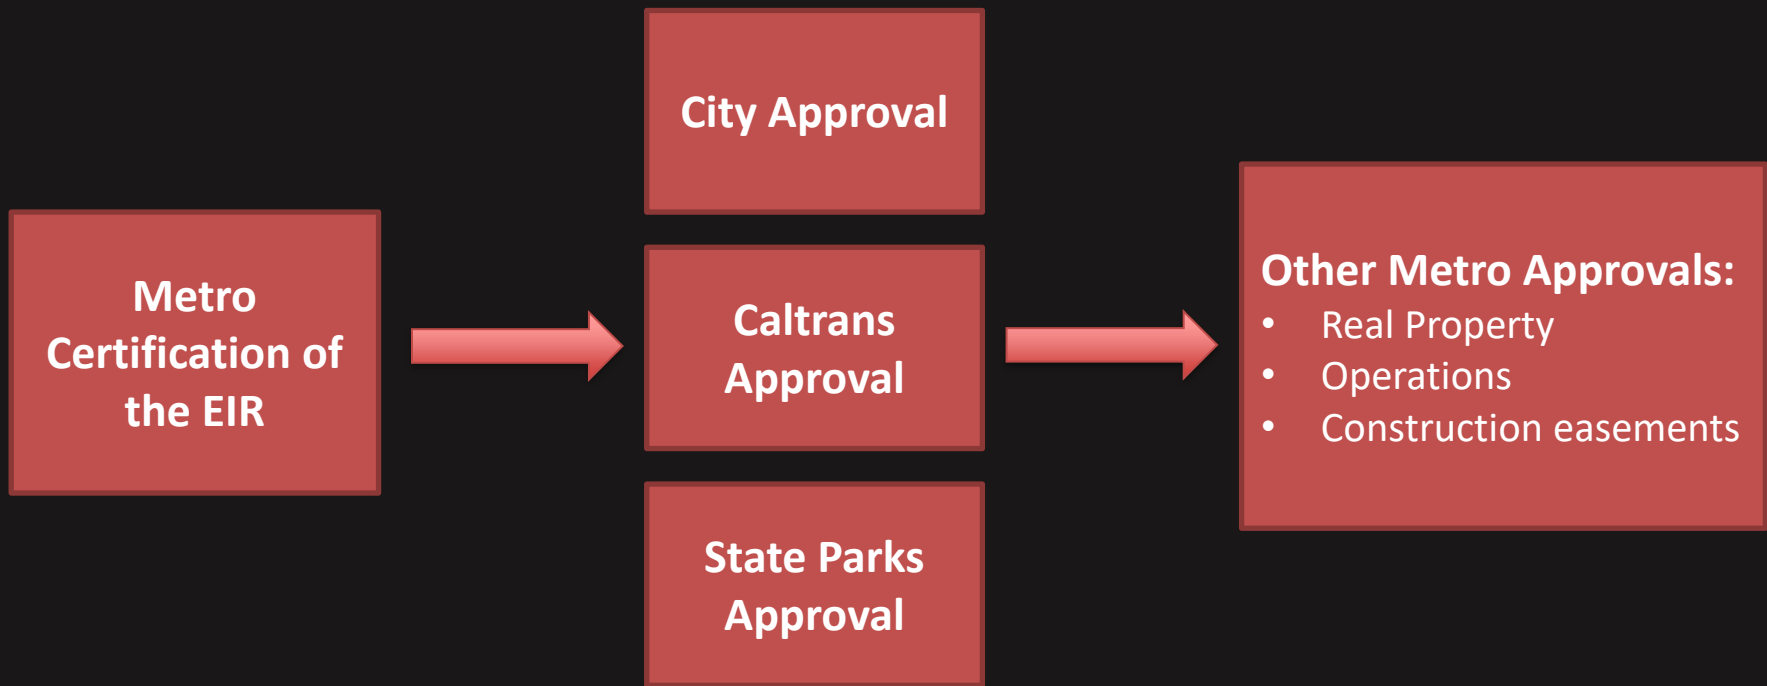 Metro
Certification of
the EIR
City Approval
Caltrans
Approval
State Parks
Approval
Other Metro Approvals:
• Real Property
• Operations
• Construction easements